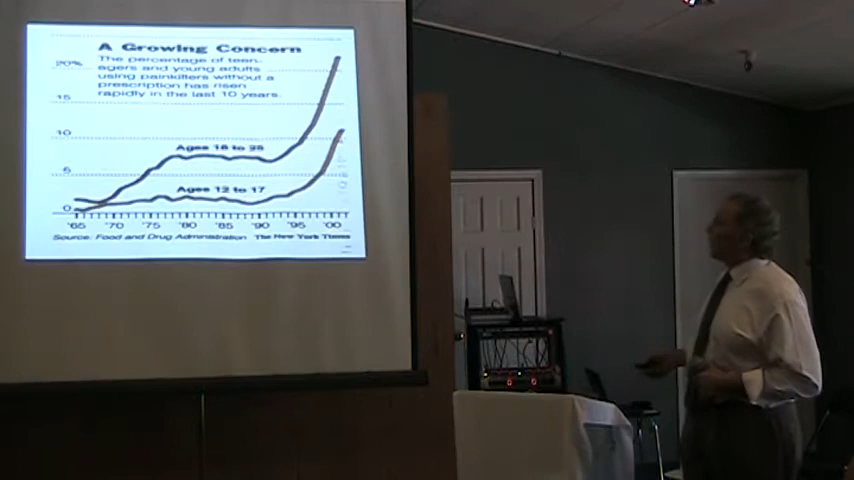 A Growing Concern
The percentage of teen-
agers and young adults
using painkillers without a
prescription has risen
rapidly in the last 10 years.
20%
15
10
5
0
Ages 18 to 25
Ages 12 to 17
'65 '70 '75 '80 '85 '90 '95 '00
Source: Food and Drug Administration The New York Times